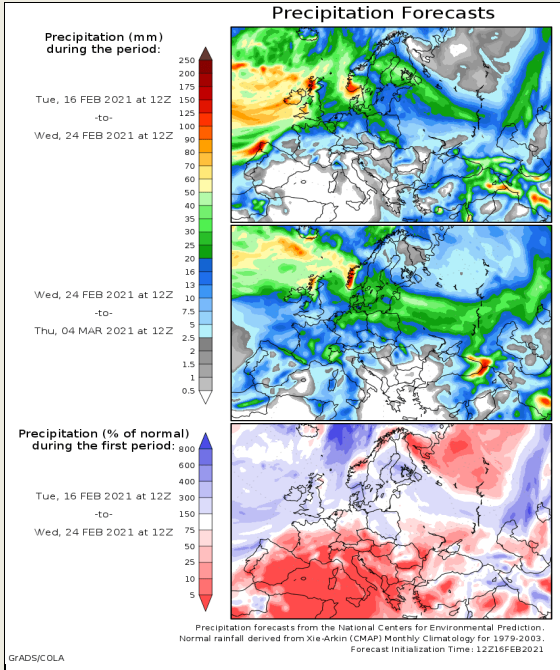 Precipitation Forecasts
Precipitation (mm)
during the period:
250
200
175
150
125
100
90
80
70
60
50
40
35
30
25
20
16
13
10
7.5
5
2.5
2
1.5
1
0.5
Tue, 16 FEB 2021 at 12Z
-to-
Wed, 24 FEB 2021 at 12Z
Wed, 24 FEB 2021 at 12Z
-to-
Thu, 04 MAR 2021 at 12Z
Precipitation (% of normal)
during the first period:
800
600
400
300
150
75
50
25
10
5
Tue, 16 FEB 2021 at 12Z
-to-
Wed, 24 FEB 2021 at 12Z
Precipitation forecasts from the National Centers for Environmental Prediction.
Normal rainfall derived from Xie-Arkin (CMAP) Monthly Climatology for 1979-2003.
Forecast Initialization Time: 12Z16FEB2021
GrADS/COLA